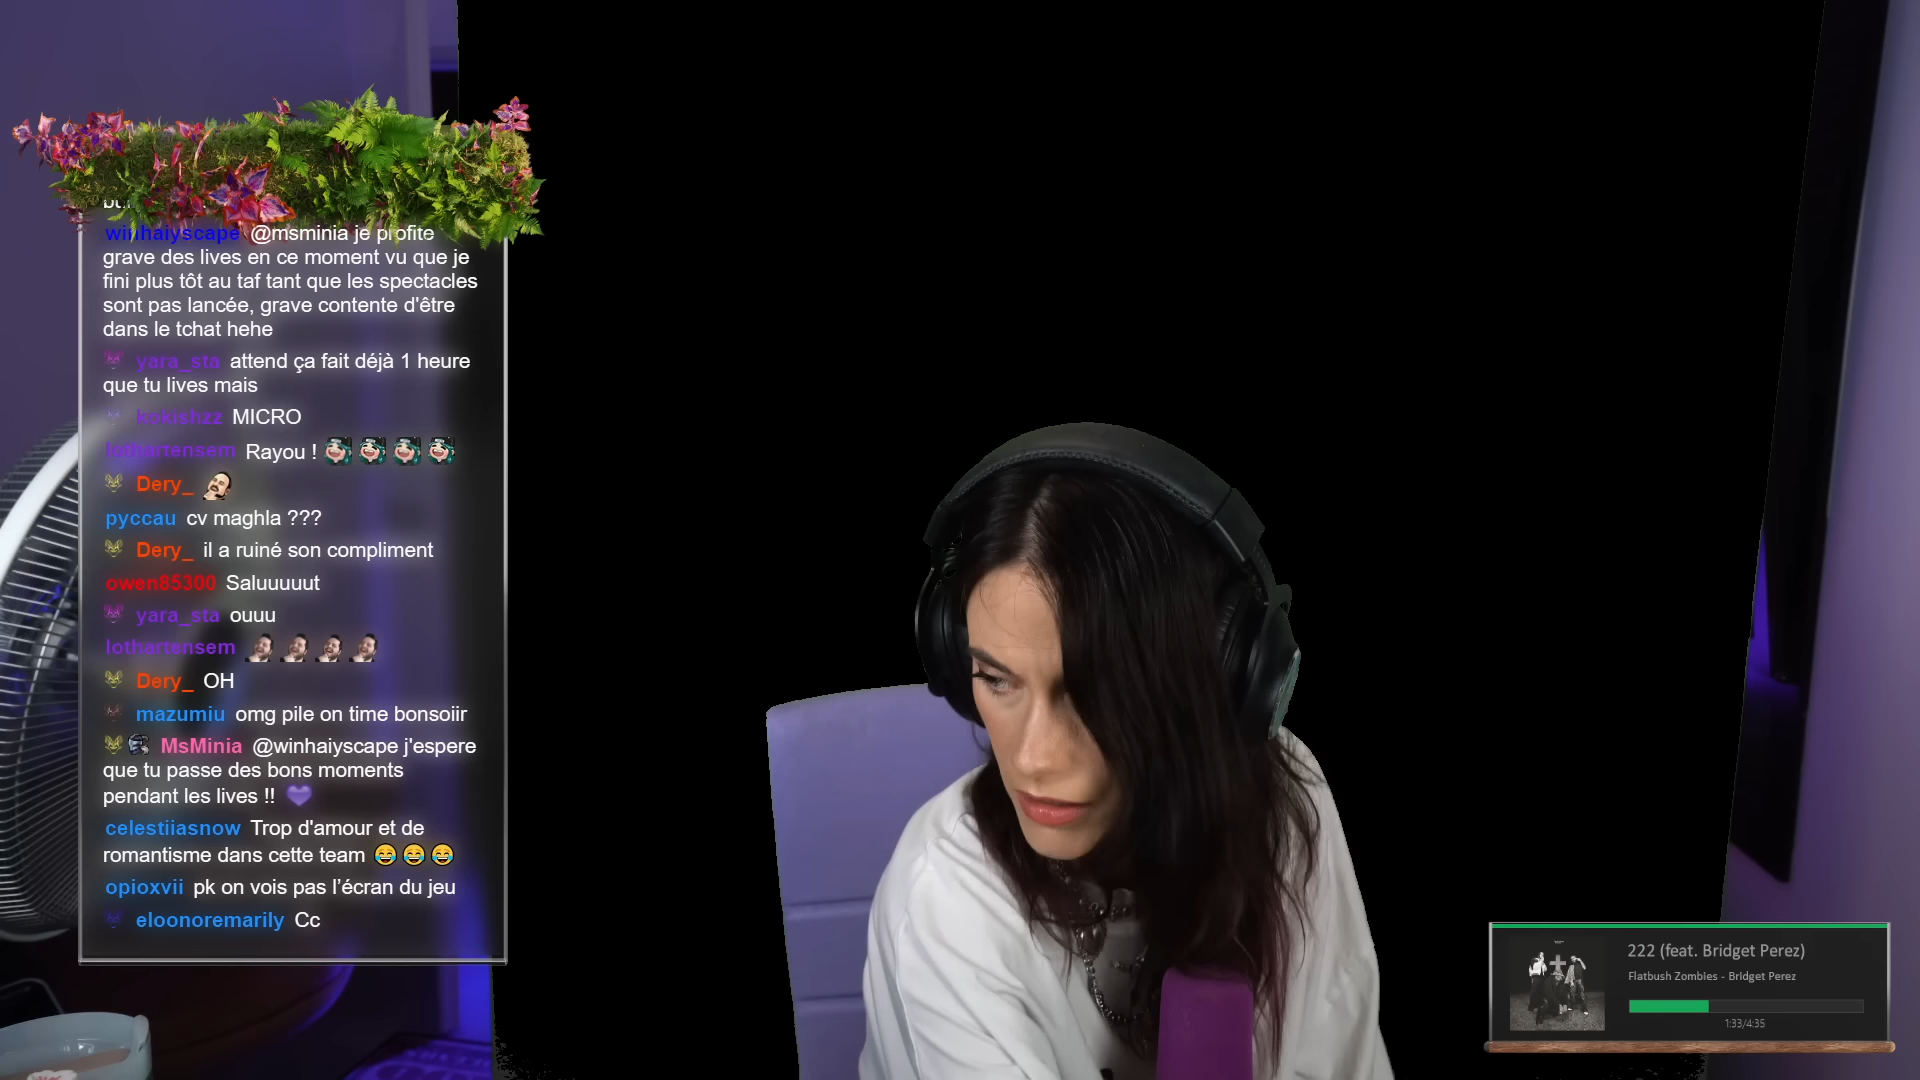 winhaiyscape @msminia je profite
grave des lives en ce moment vu que je
fini plus tôt au taf tant que les spectacles
sont pas lancée, grave contente d'être
dans le tchat hehe
yara_sta attend ça fait déjà 1 heure
que tu lives mais
kokishzz MICRO
lothartensem Rayou !
Dery_
pyccau cv maghla ???
Dery_ il a ruiné son compliment
owen85300 Saluuuuut
yara_sta ouuu
lothartensem
Dery_ OH
mazumiu omg pile on time bonsoiir
MsMinia @winhaiyscape j'espere
que tu passe des bons moments
pendant les lives !! 💜
celestiiasnow Trop d'amour et de
romantisme dans cette team 😂 😂 😂
opioxvii pk on vois pas l’écran du jeu
eloonoremarily Cc
222 (feat. Bridget Perez)
Flatbush Zombies - Bridget Perez
1:33/4:35